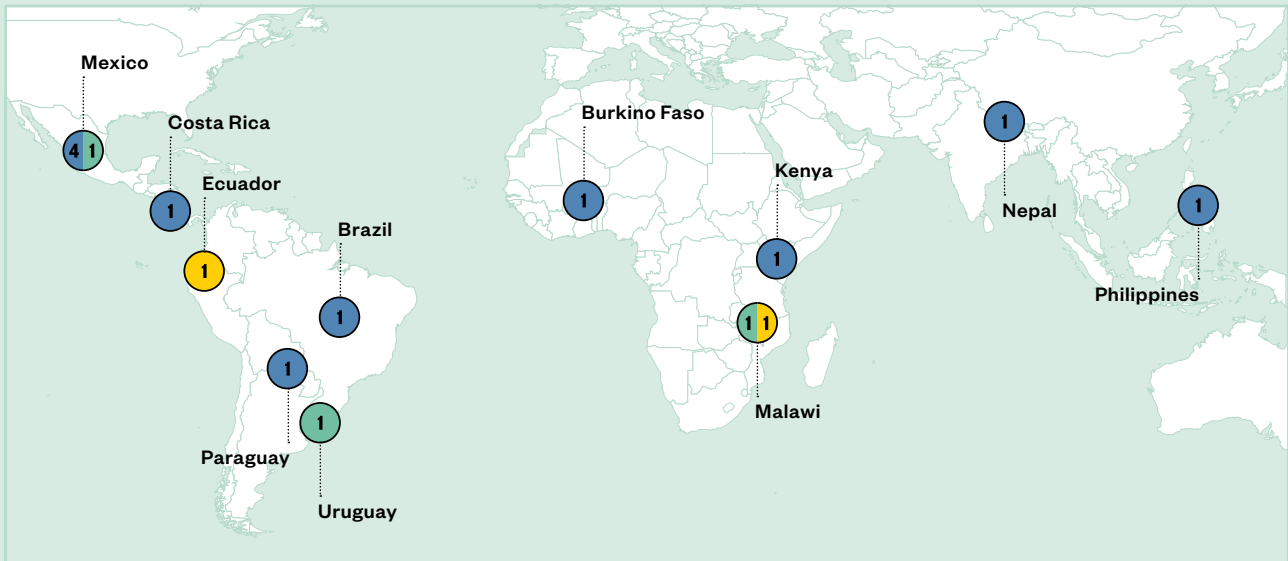 Mexico
4 1
Costa Rica
1
Ecuador
1
Brazil
1
1
Paraguay
1
Uruguay
Burkino Faso
1
Kenya
1
1 1
Malawi
1
Nepal
1
Philippines